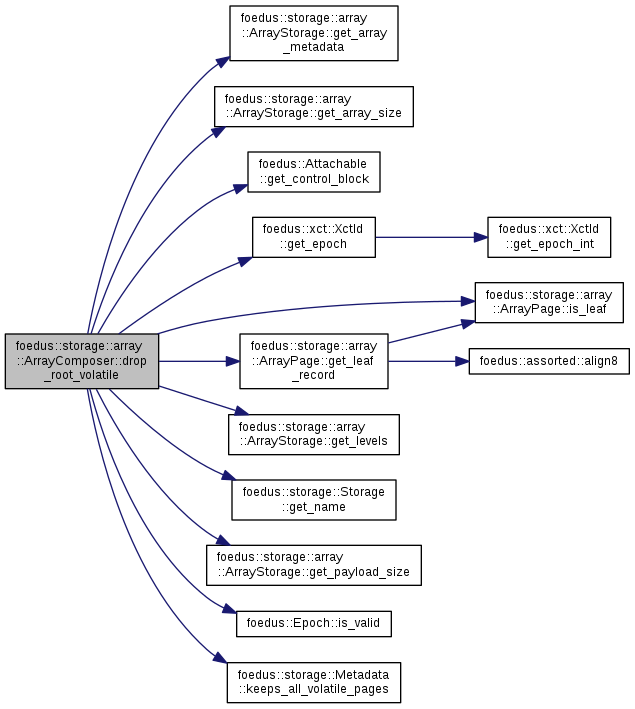 foedus::storage::array
::ArrayStorage::get_array
_metadata
foedus::storage::array
::ArrayStorage::get_array_size
foedus::Attachable
::get_control_block
foedus::xct::XctId
::get_epoch
foedus::xct::XctId
::get_epoch_int
foedus::storage::array
::ArrayPage::is_leaf
foedus::storage::array
::ArrayComposer::drop
_root_volatile
foedus::storage::array
::ArrayPage::get_leaf
_record
foedus::assorted::align8
foedus::storage::array
::ArrayStorage::get_levels
foedus::storage::Storage
::get_name
foedus::storage::array
::ArrayStorage::get_payload_size
foedus::Epoch::is_valid
foedus::storage::Metadata
::keeps_all_volatile_pages